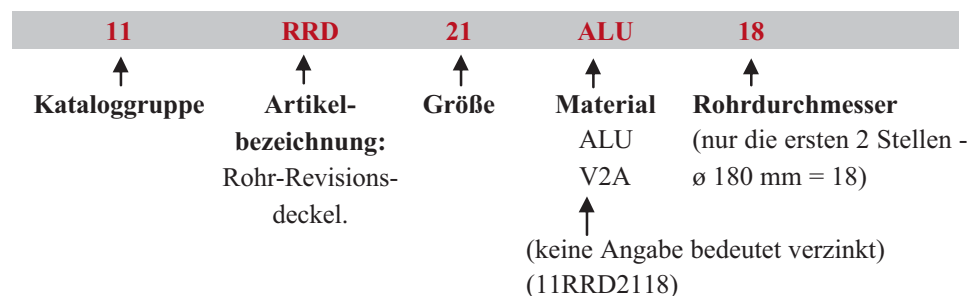 11 RRD 21 ALU 18
Kataloggruppe Artikel- Größe Material Rohrdurchmesser
bezeichnung: ALU (nur die ersten 2 Stellen -
Rohr-Revisions- V2A ø 180 mm = 18)
deckel.
(keine Angabe bedeutet verzinkt)
(11RRD2118)